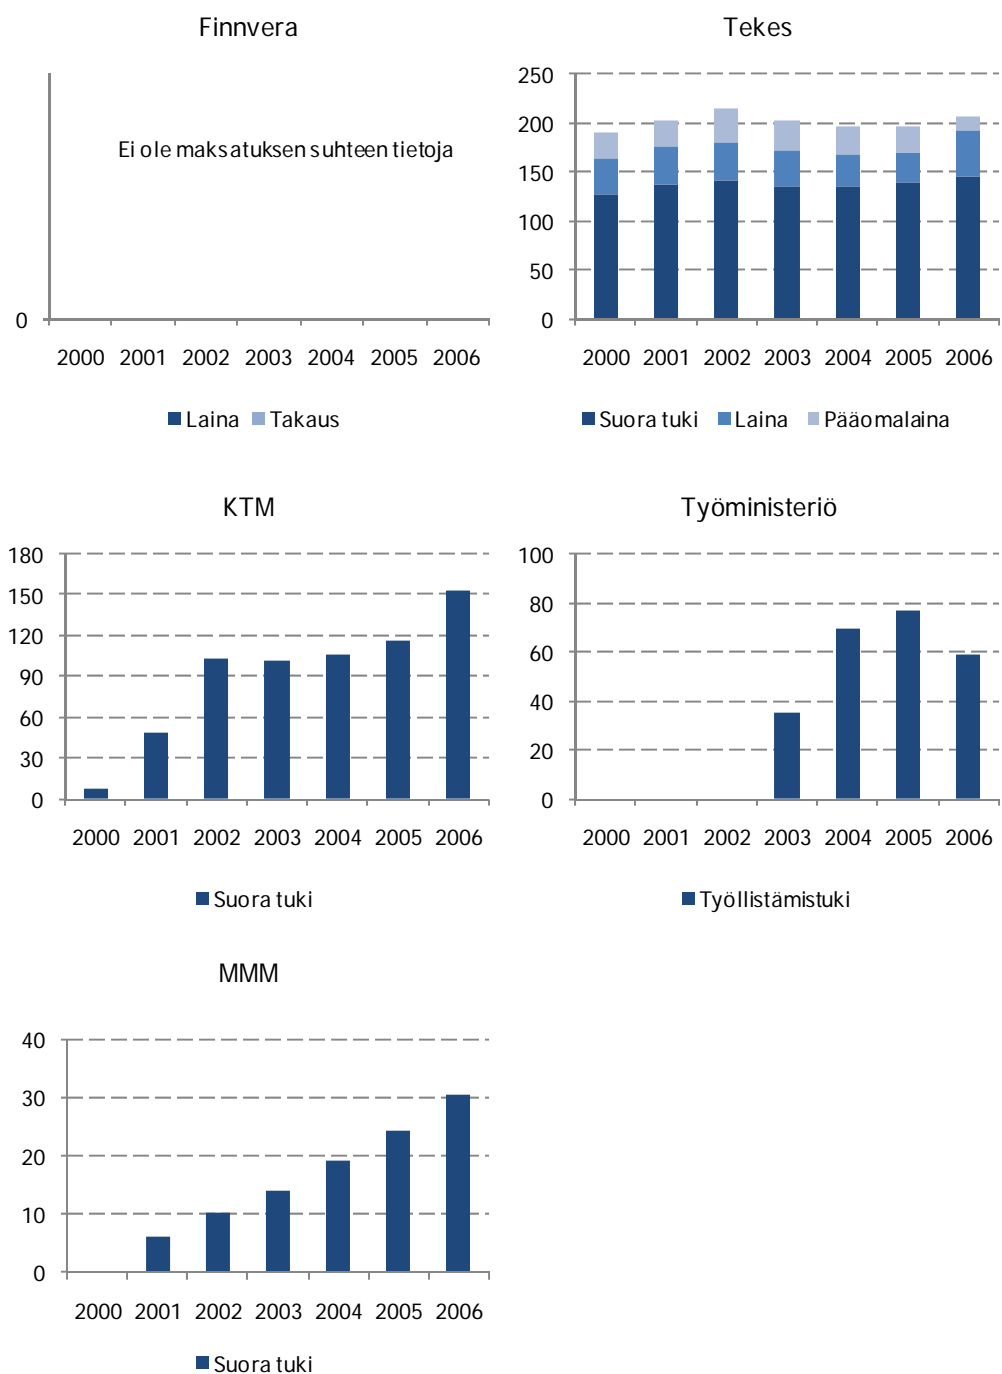 Finnvera
Ei ole maksatuksen suhteen tietoja
0
2000 2001 2002 2003 2004 2005 2006
Laina Takaus
Tekes
250
200
150
100
50
0
2000 2001 2002 2003 2004 2005 2006
Suora tuki Laina Pääomalaina
KTM
180
150
120
90
60
30
0
2000 2001 2002 2003 2004 2005 2006
Suora tuki
Työministeriö
100
80
60
40
20
0
2000 2001 2002 2003 2004 2005 2006
Työllistämistuki
MMM
40
30
20
10
0
2000 2001 2002 2003 2004 2005 2006
Suora tuki